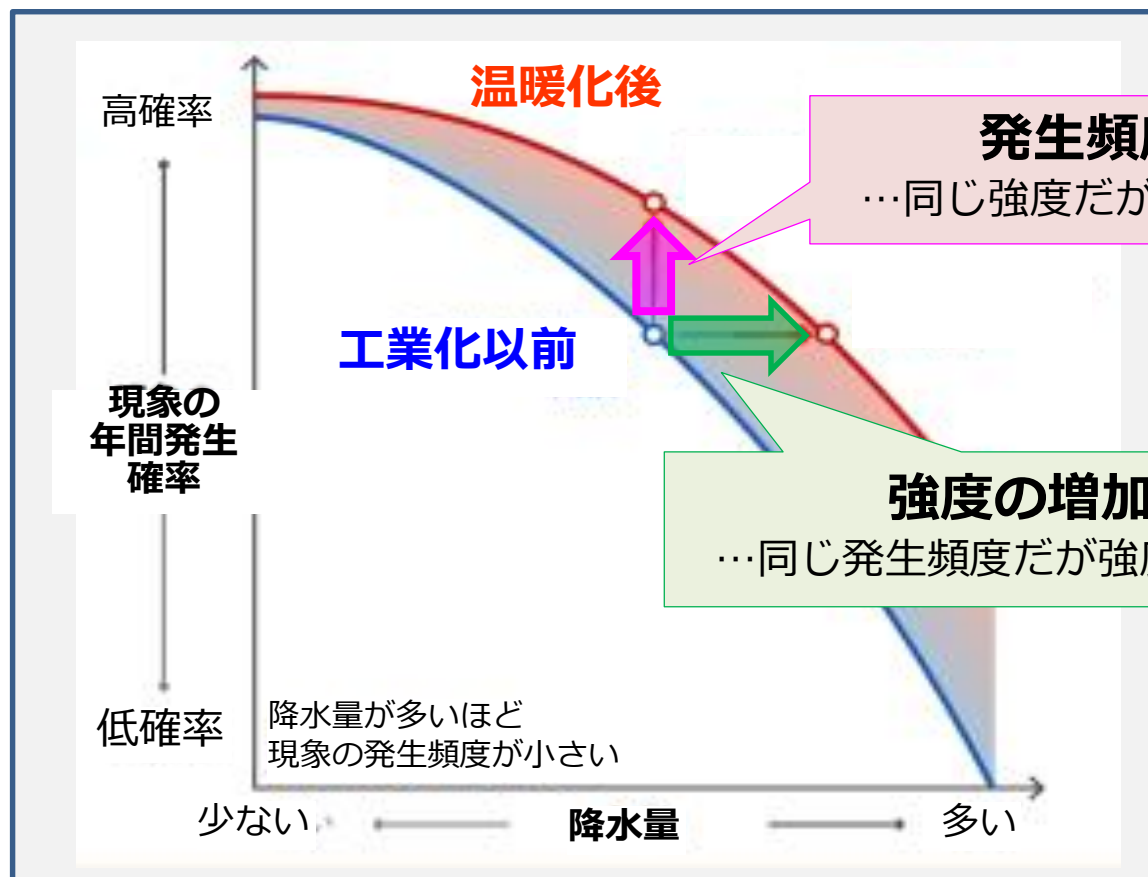 温暖化後
高確率
発生頻
…同じ強度だが
工業化以前
現象の
年間発生
確率
強度の増加
…同じ発生頻度だが強
低確率
降水量が多いほど
現象の発生頻度が小さい
少ない
降水量
多い